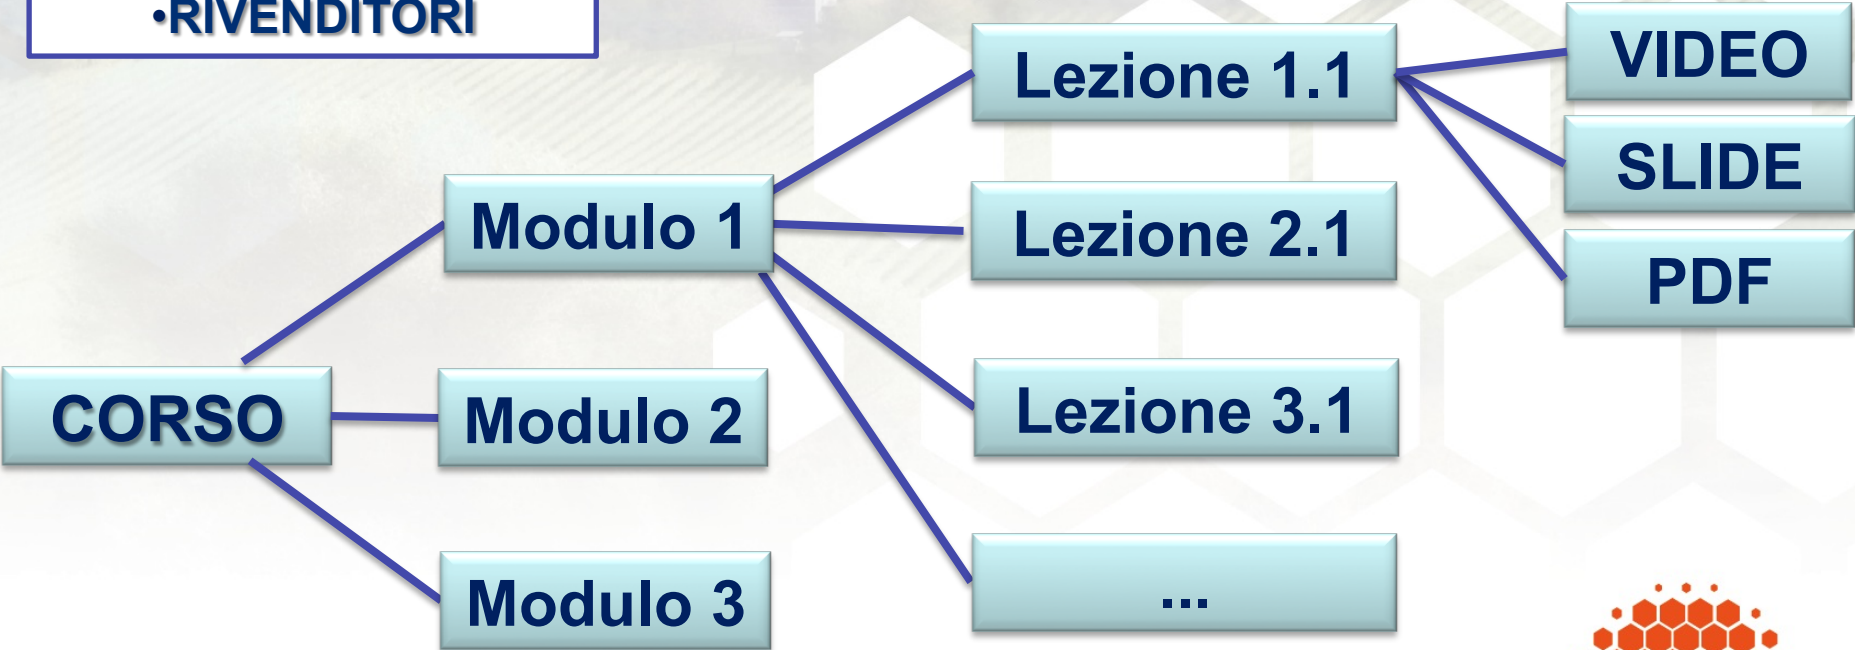 •RIVENDITORI
Lezione 1.1
VIDEO
SLIDE
Modulo 1
Lezione 2.1
PDF
CORSO
Modulo 2
Lezione 3.1
Modulo 3
...